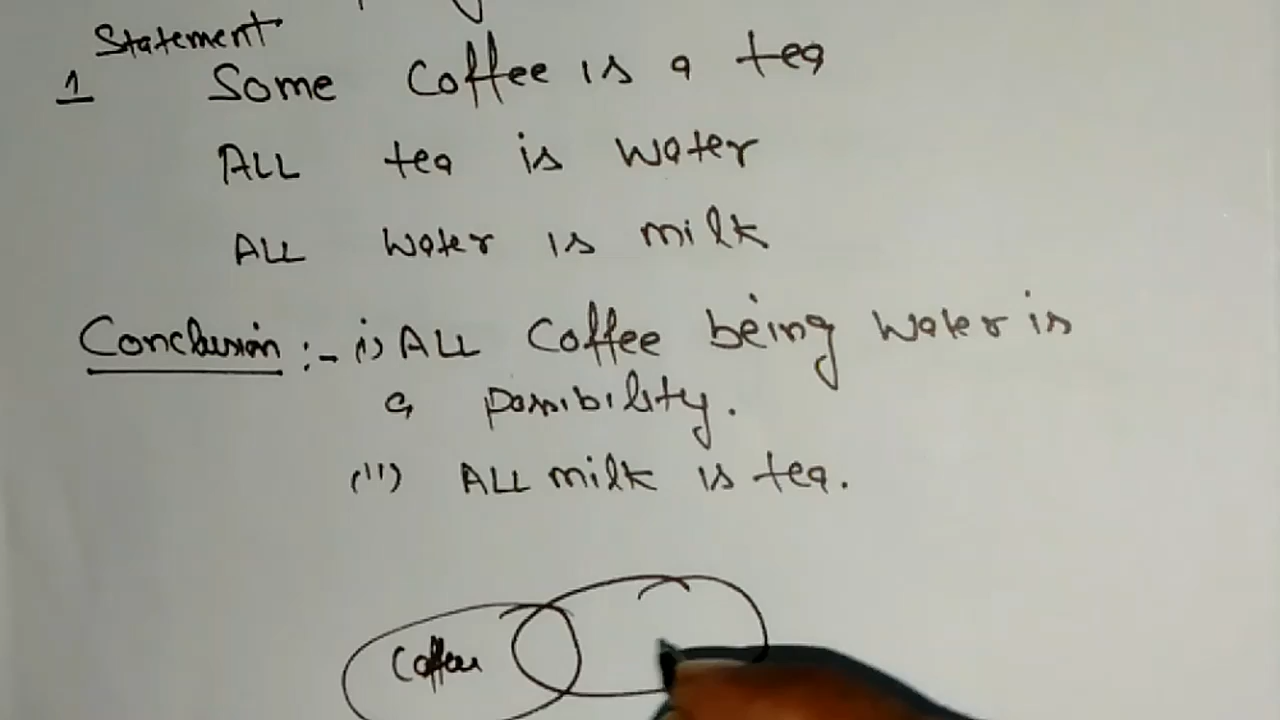 Statement
1 Some Coffee is a tea
ALL tea is water
ALL water is milk
Conclusion :- (i) ALL Coffee being water is
a possibility.
(ii) ALL milk is tea.
Coffee